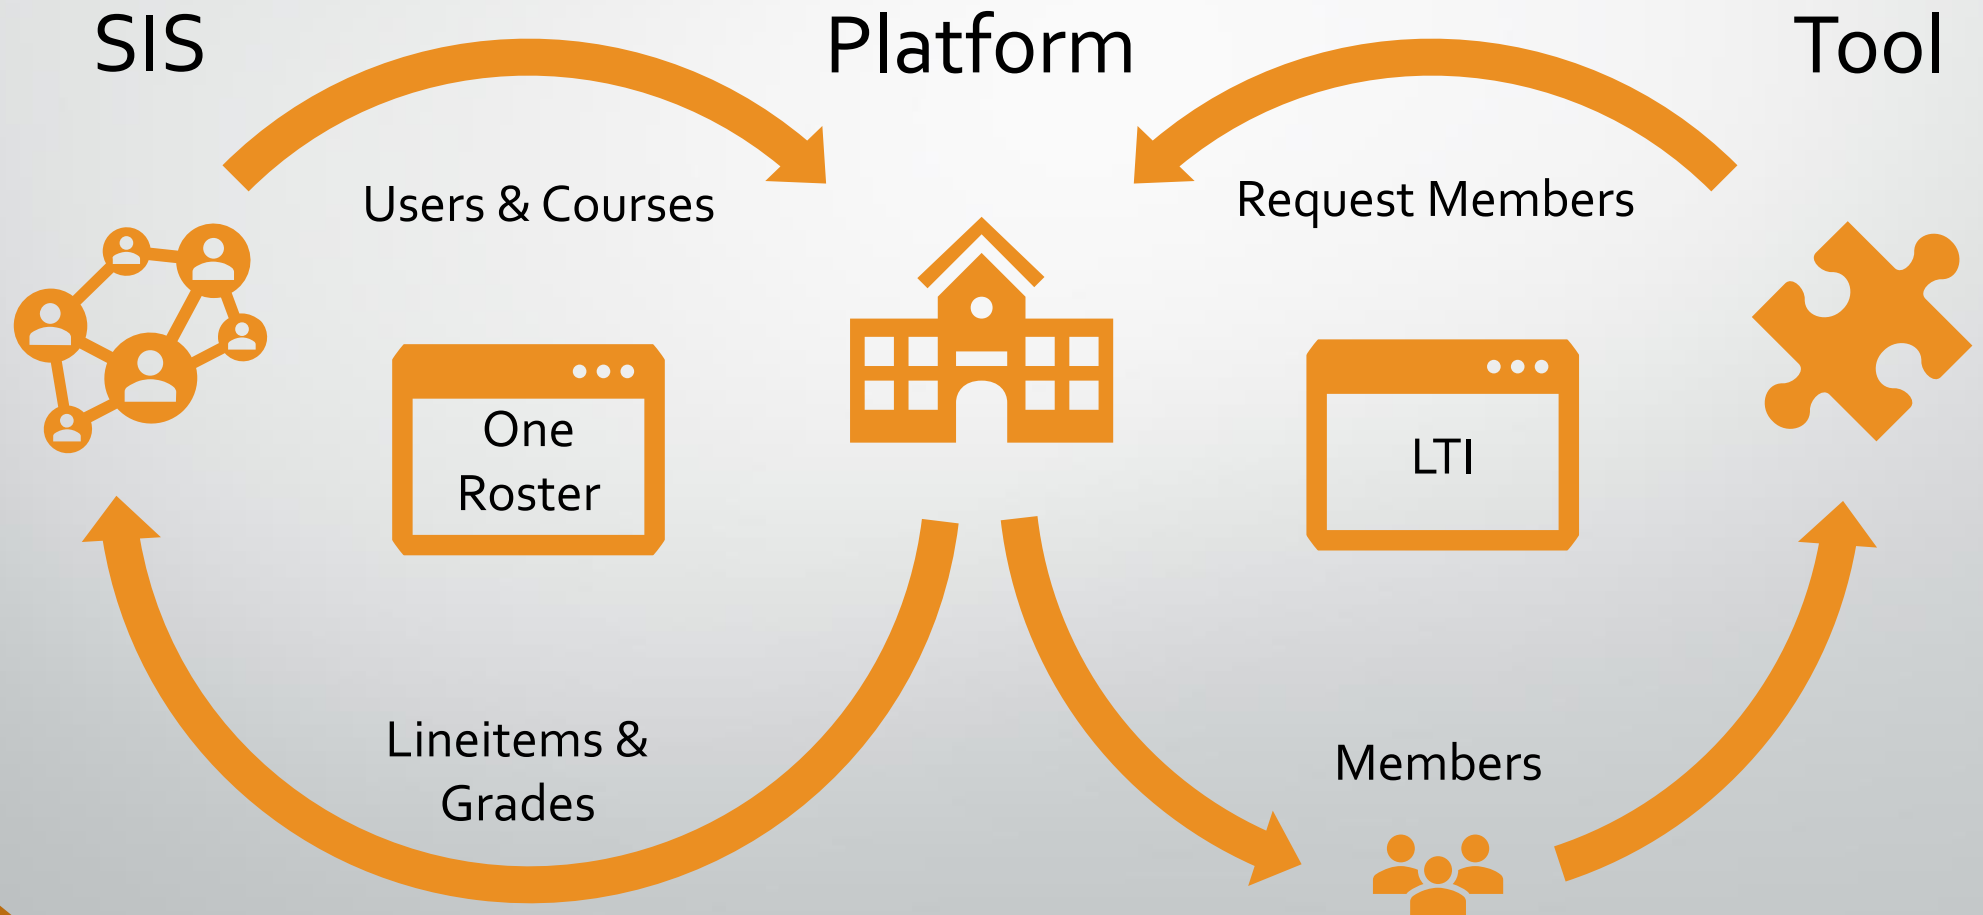 SIS
Platform
Tool
Users & Courses
Request Members
One
Roster
LTI
Lineitems &
Grades
Members